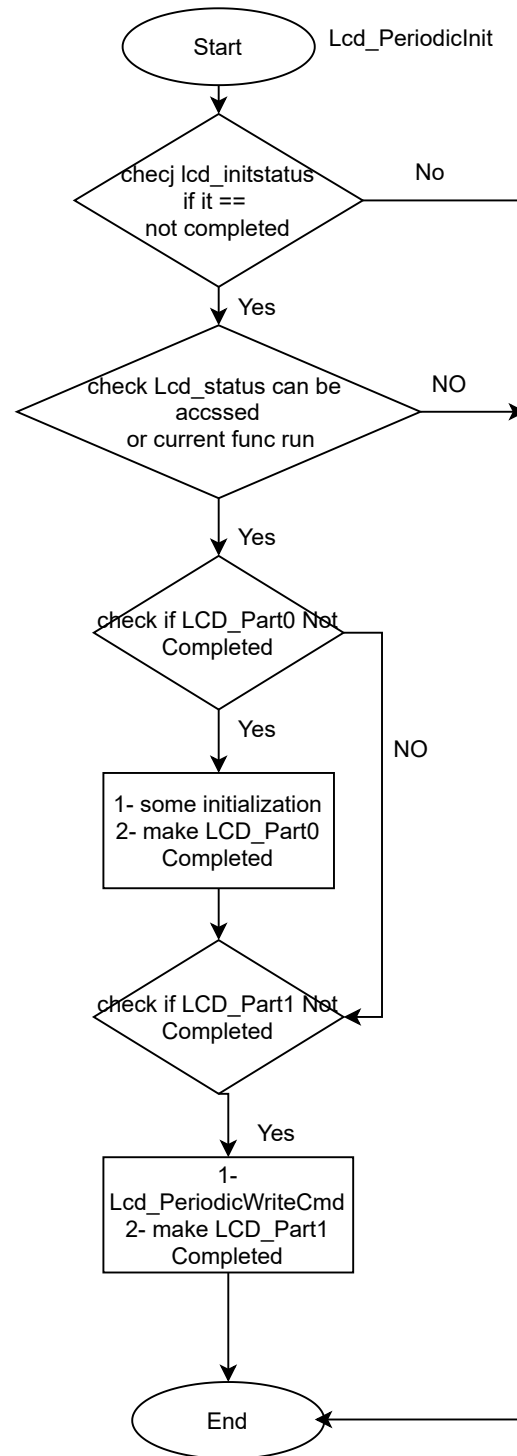 Start
Lcd_PeriodicInit
checj lcd_initstatus
if it ==
not completed
No
Yes
check Lcd_status can be
accssed
or current func run
NO
Yes
check if LCD_Part0 Not
Completed
Yes
NO
1- some initialization
2- make LCD_Part0
Completed
check if LCD_Part1 Not
Completed
Yes
1-
Lcd_PeriodicWriteCmd
2- make LCD_Part1
Completed
End